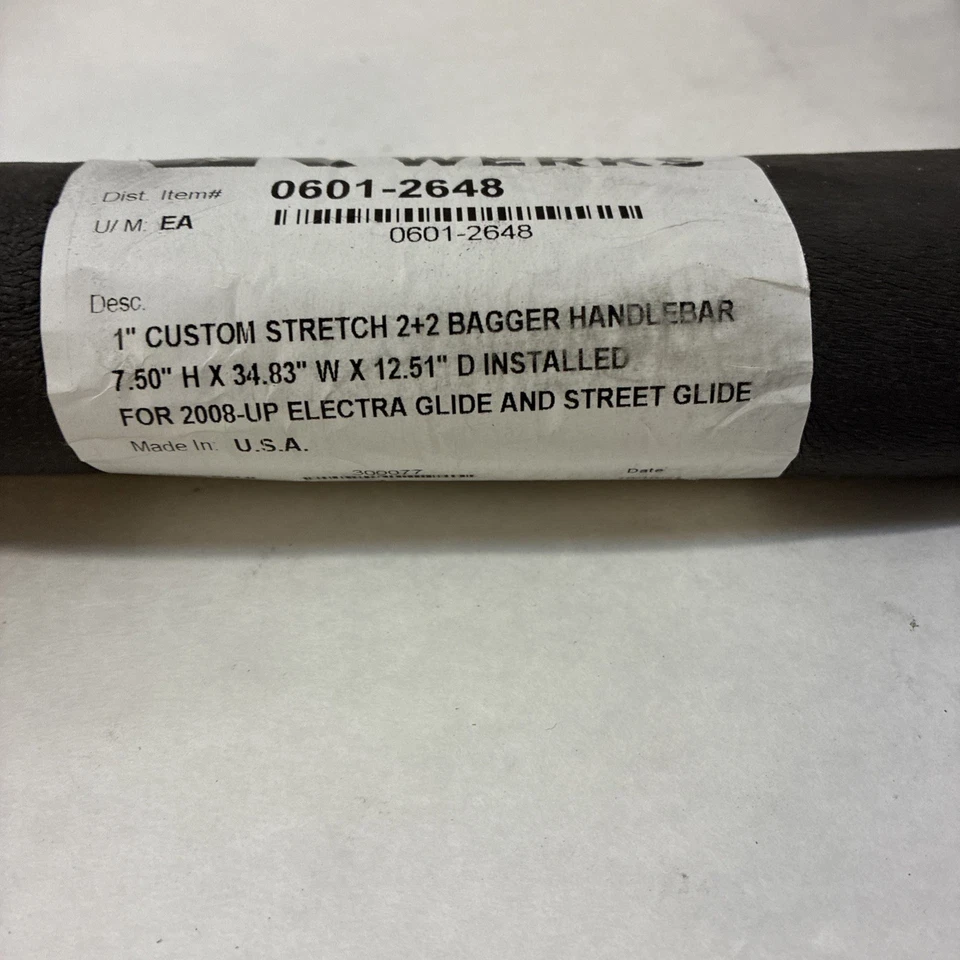 WERKS
Dist. Item# 0601-2648
U/M: EA
0601-2648
Desc.
1" CUSTOM STRETCH 2+2 BAGGER HANDLEBAR
7.50" H X 34.83" W X 12.51" D INSTALLED
FOR 2008-UP ELECTRA GLIDE AND STREET GLIDE
Made In: U.S.A.
300077
Date